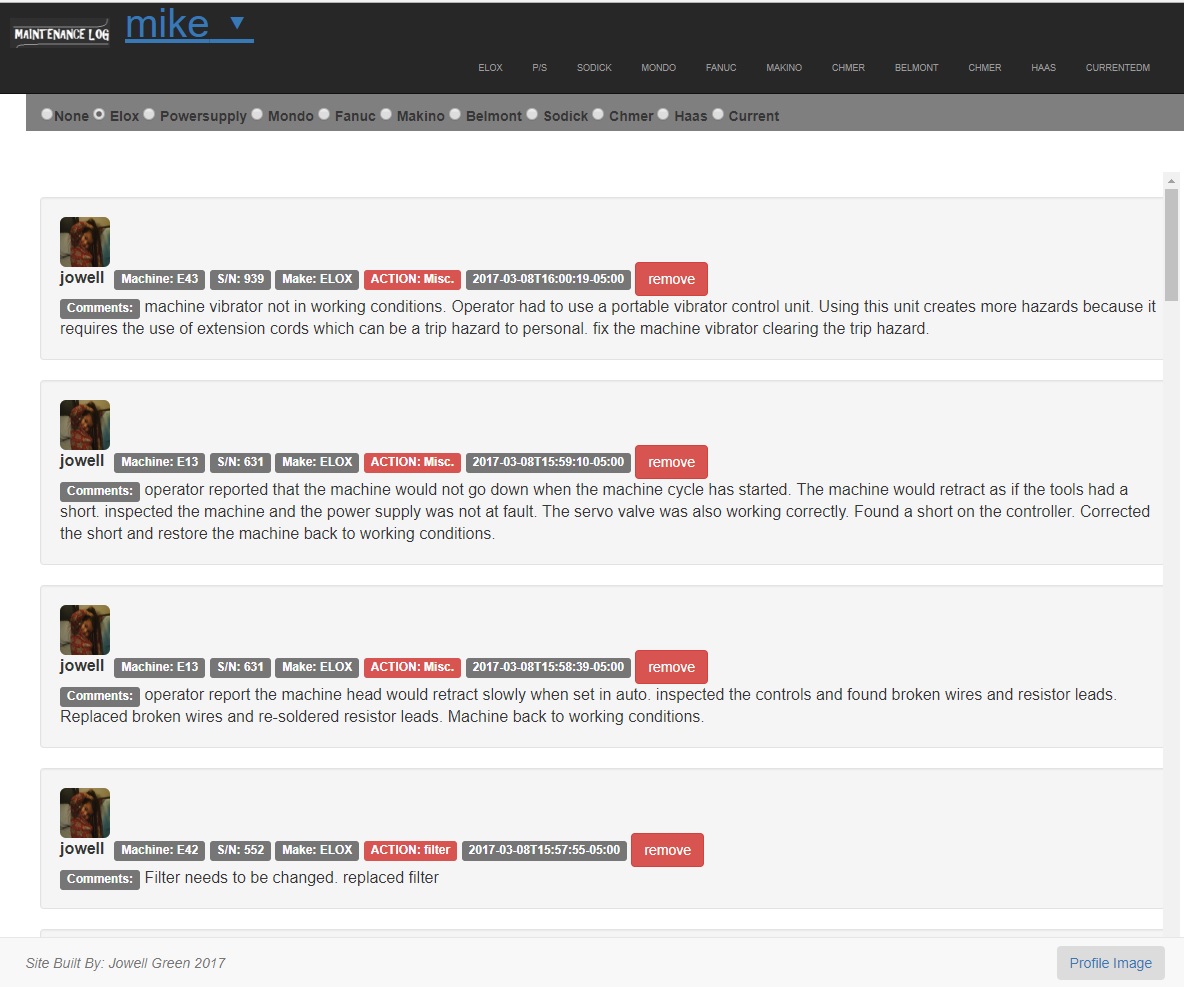 MAINTENANCE LOG mike ▼
ELOX P/S SODICK MONDO FANUC MAKINO CHMER BELMONT CHMER HAAS CURRENTEDM
None Elox Powersupply Mondo Fanuc Makino Belmont Sodick Chmer Haas Current
jowell Machine: E43 S/N: 939 Make: ELOX ACTION: Misc. 2017-03-08T16:00:19-05:00 remove
Comments: machine vibrator not in working conditions. Operator had to use a portable vibrator control unit. Using this unit creates more hazards because it
requires the use of extension cords which can be a trip hazard to personal. fix the machine vibrator clearing the trip hazard.
jowell Machine: E13 S/N: 631 Make: ELOX ACTION: Misc. 2017-03-08T15:59:10-05:00 remove
Comments: operator reported that the machine would not go down when the machine cycle has started. The machine would retract as if the tools had a
short. inspected the machine and the power supply was not at fault. The servo valve was also working correctly. Found a short on the controller. Corrected
the short and restore the machine back to working conditions.
jowell Machine: E13 S/N: 631 Make: ELOX ACTION: Misc. 2017-03-08T15:58:39-05:00 remove
Comments: operator report the machine head would retract slowly when set in auto. inspected the controls and found broken wires and resistor leads.
Replaced broken wires and re-soldered resistor leads. Machine back to working conditions.
jowell Machine: E42 S/N: 552 Make: ELOX ACTION: filter 2017-03-08T15:57:55-05:00 remove
Comments: Filter needs to be changed. replaced filter
Site Built By: Jowell Green 2017 Profile Image